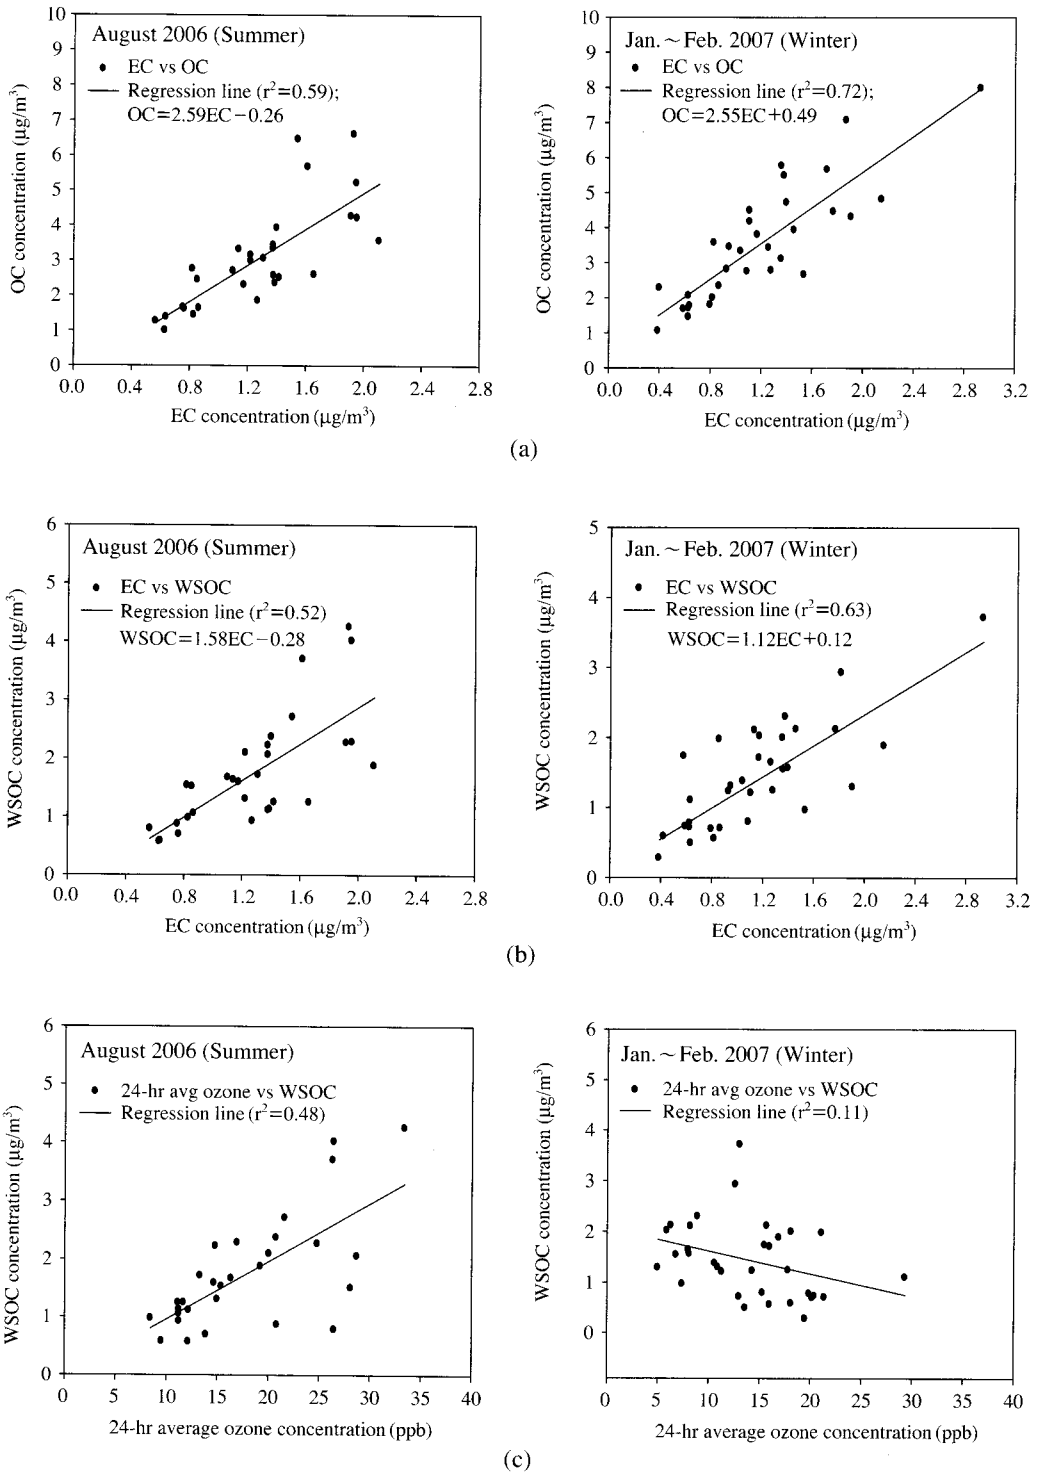 August 2006 (Summer)
EC vs OC
Regression line (r²=0.59);
OC=2.59EC−0.26
OC concentration (μg/m³)
10
9
8
7
6
5
4
3
2
1
0
0.0 0.4 0.8 1.2 1.6 2.0 2.4 2.8
EC concentration (μg/m³)
Jan.～Feb. 2007 (Winter)
EC vs OC
Regression line (r²=0.72);
OC=2.55EC+0.49
OC concentration (μg/m³)
10
9
8
7
6
5
4
3
2
1
0
0.0 0.4 0.8 1.2 1.6 2.0 2.4 2.8 3.2
EC concentration (μg/m³)
(a)
August 2006 (Summer)
EC vs WSOC
Regression line (r²=0.52)
WSOC=1.58EC−0.28
WSOC concentration (μg/m³)
6
5
4
3
2
1
0
0.0 0.4 0.8 1.2 1.6 2.0 2.4 2.8
EC concentration (μg/m³)
Jan.～Feb. 2007 (Winter)
EC vs WSOC
Regression line (r²=0.63)
WSOC=1.12EC+0.12
WSOC concentration (μg/m³)
5
4
3
2
1
0
0.0 0.4 0.8 1.2 1.6 2.0 2.4 2.8 3.2
EC concentration (μg/m³)
(b)
August 2006 (Summer)
24-hr avg ozone vs WSOC
Regression line (r²=0.48)
WSOC concentration (μg/m³)
6
5
4
3
2
1
0
0 5 10 15 20 25 30 35 40
24-hr average ozone concentration (ppb)
Jan.～Feb. 2007 (Winter)
24-hr avg ozone vs WSOC
Regression line (r²=0.11)
WSOC concentration (μg/m³)
6
5
4
3
2
1
0
0 5 10 15 20 25 30 35 40
24-hr average ozone concentration (ppb)
(c)